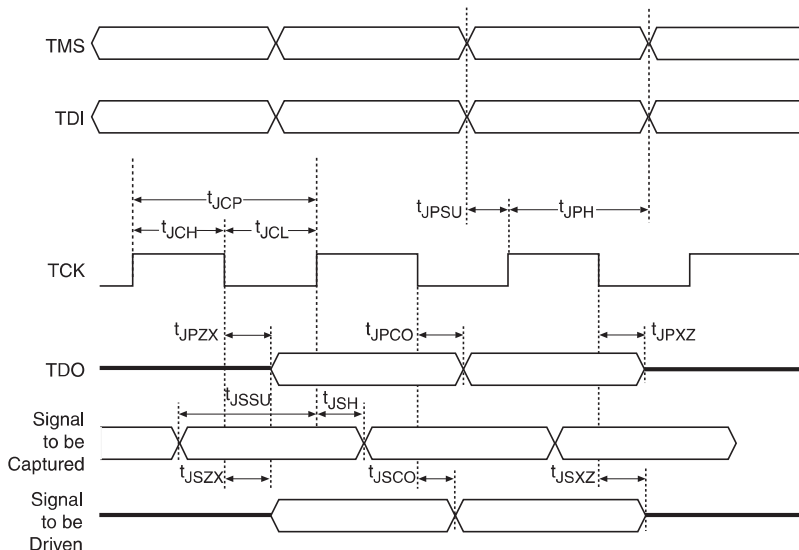 TMS
TDI
tJCP
tJPSU tJPH
tJCH tJCL
TCK
tJPZX tJPCO tJPXZ
TDO
tJSSU tJSH
Signal
to be
Captured
tJSZX tJSCO tJSXZ
Signal
to be
Driven